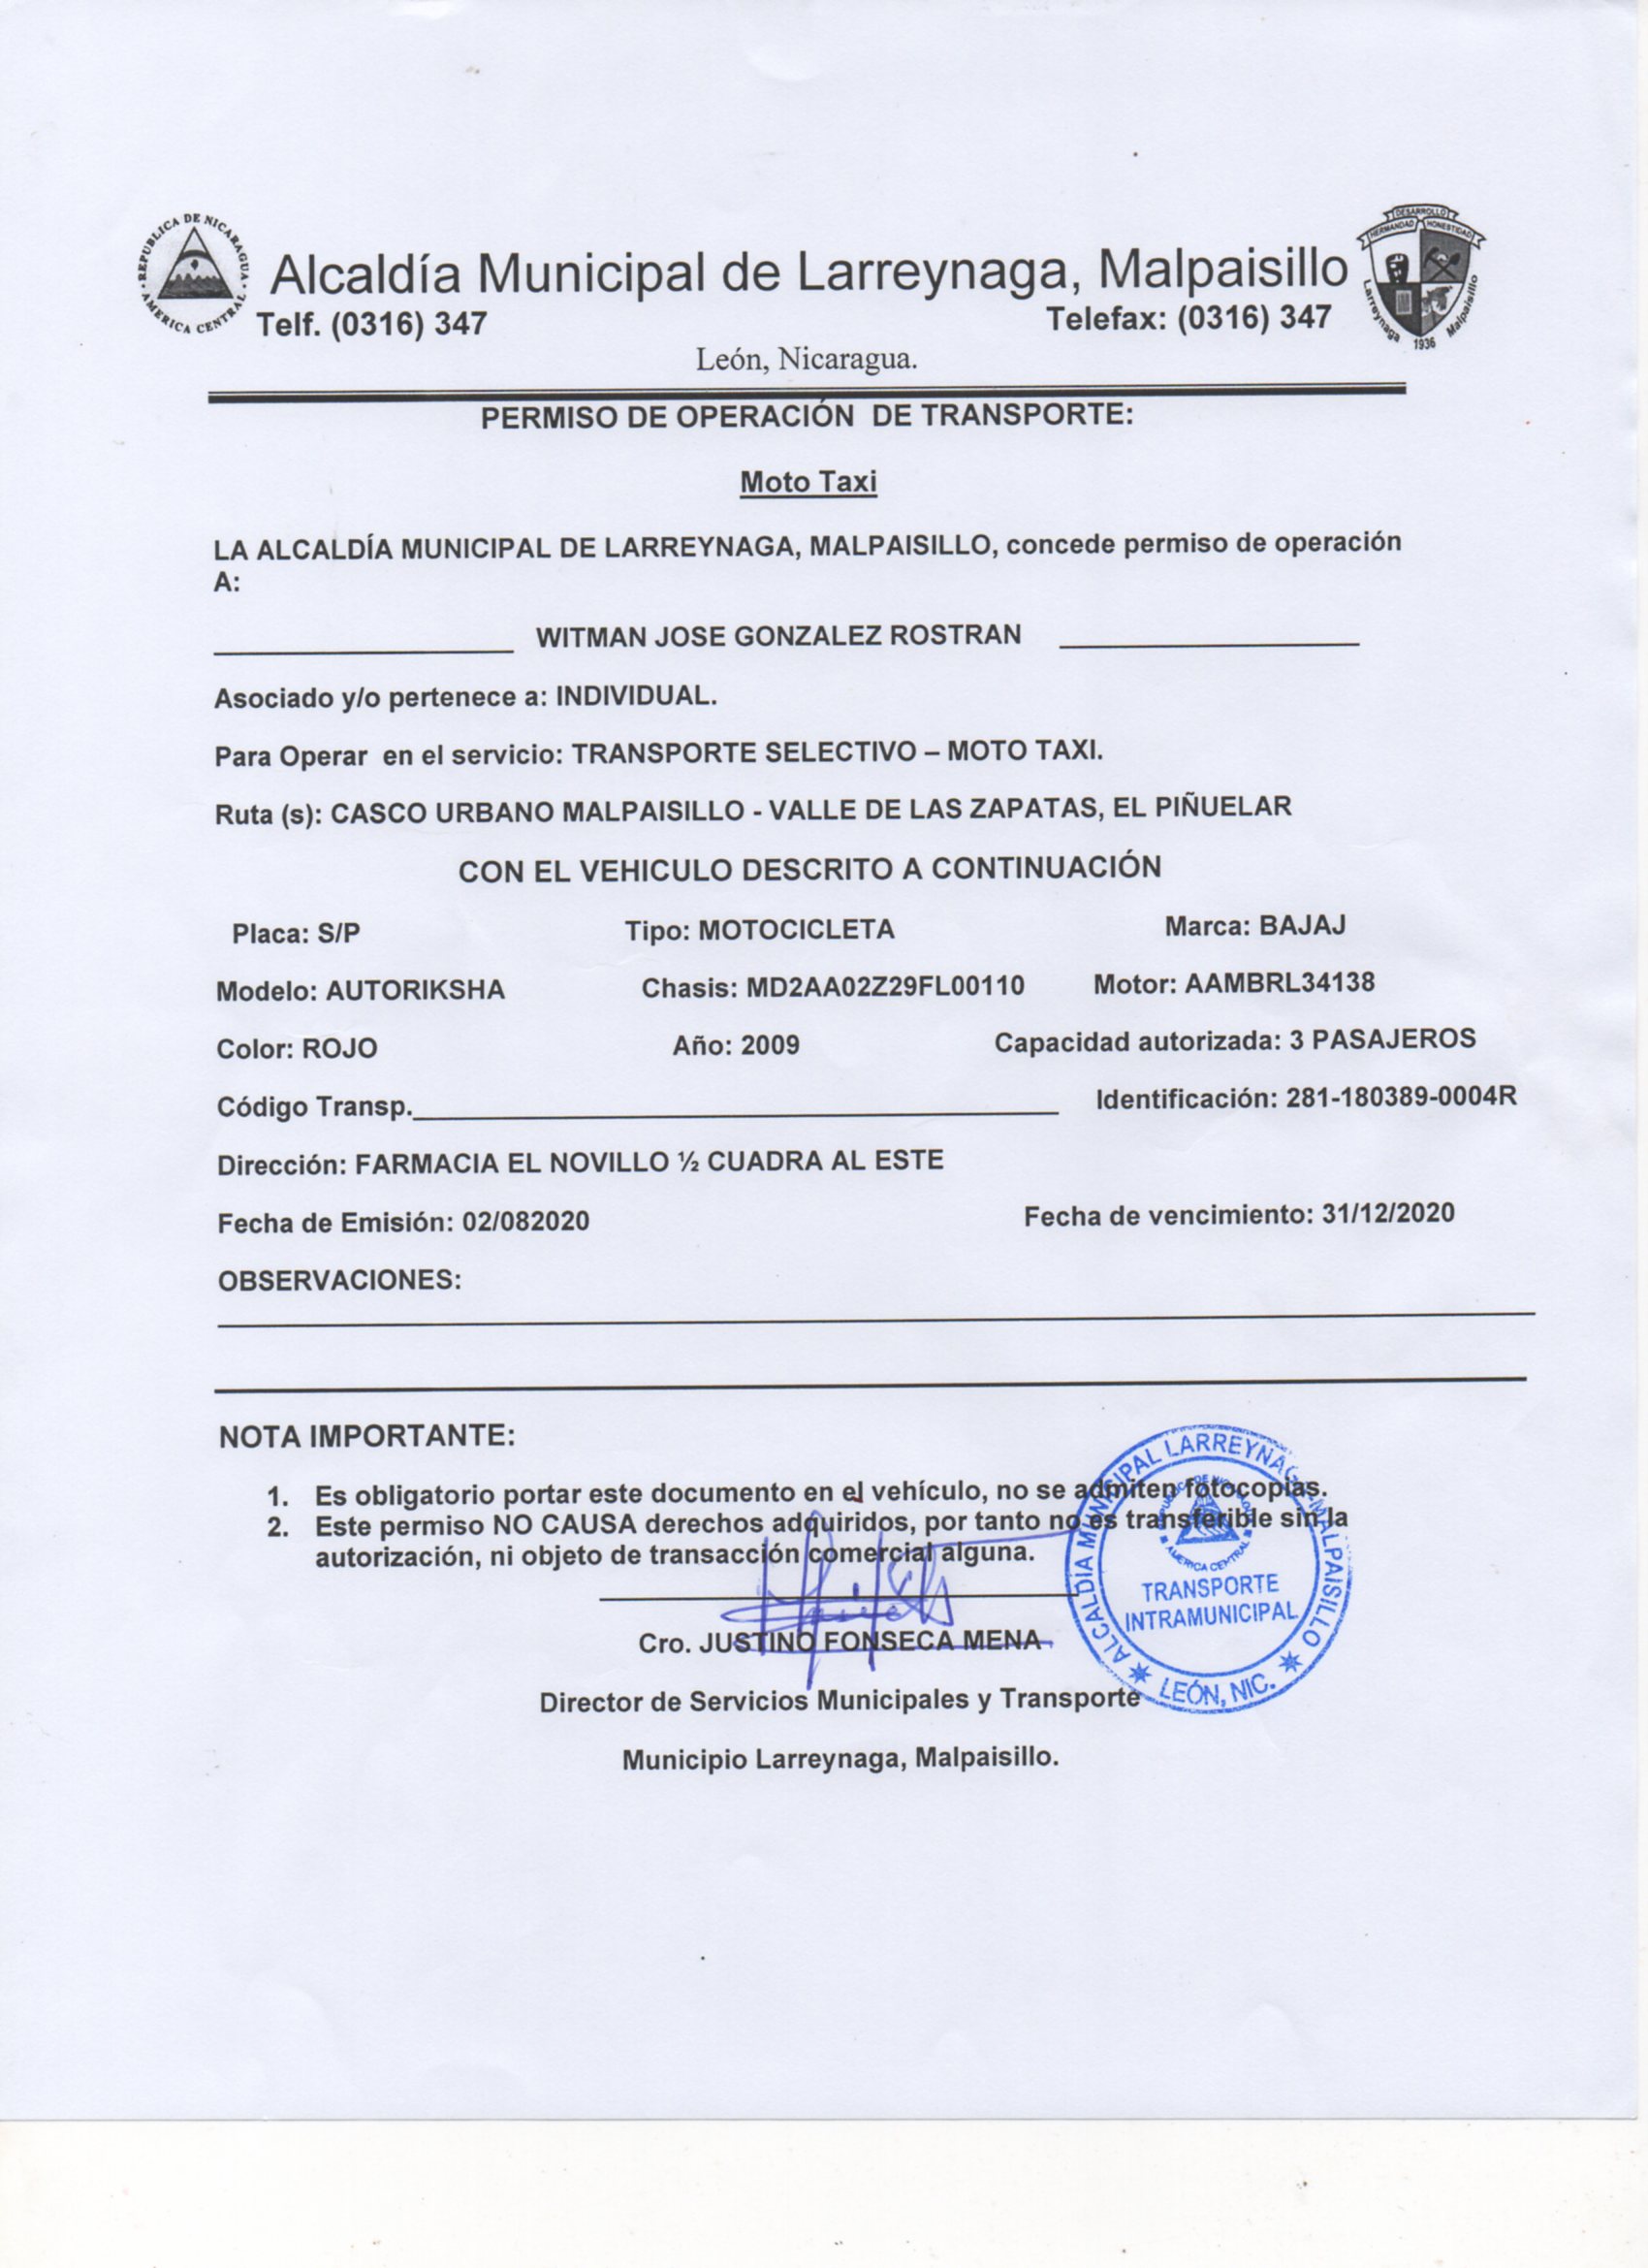 REPUBLICA DE NICARAGUA
AMERICA CENTRAL
Alcaldía Municipal de Larreynaga, Malpaisillo
DESARROLLO
HERMANDAD HONESTIDAD
Larreynaga 1936 Malpaisillo
Telf. (0316) 347 Telefax: (0316) 347
León, Nicaragua.
PERMISO DE OPERACIÓN DE TRANSPORTE:
Moto Taxi
LA ALCALDÍA MUNICIPAL DE LARREYNAGA, MALPAISILLO, concede permiso de operación
A:
WITMAN JOSE GONZALEZ ROSTRAN
Asociado y/o pertenece a: INDIVIDUAL.
Para Operar en el servicio: TRANSPORTE SELECTIVO – MOTO TAXI.
Ruta (s): CASCO URBANO MALPAISILLO - VALLE DE LAS ZAPATAS, EL PIÑUELAR
CON EL VEHICULO DESCRITO A CONTINUACIÓN
Placa: S/P Tipo: MOTOCICLETA Marca: BAJAJ
Modelo: AUTORIKSHA Chasis: MD2AA02Z29FL00110 Motor: AAMBRL34138
Color: ROJO Año: 2009 Capacidad autorizada: 3 PASAJEROS
Código Transp. Identificación: 281-180389-0004R
Dirección: FARMACIA EL NOVILLO ½ CUADRA AL ESTE
Fecha de Emisión: 02/082020 Fecha de vencimiento: 31/12/2020
OBSERVACIONES:
NOTA IMPORTANTE:
1. Es obligatorio portar este documento en el vehículo, no se admiten fotocopias.
2. Este permiso NO CAUSA derechos adquiridos, por tanto no es transferible sin la
autorización, ni objeto de transacción comercial alguna.
Cro. JUSTINO FONSECA MENA
Director de Servicios Municipales y Transporte
Municipio Larreynaga, Malpaisillo.
ALCALDÍA MUNICIPAL LARREYNAGA-MALPAISILLO
AMERICA CENTRAL
TRANSPORTE
INTRAMUNICIPAL
LEÓN, NIC.